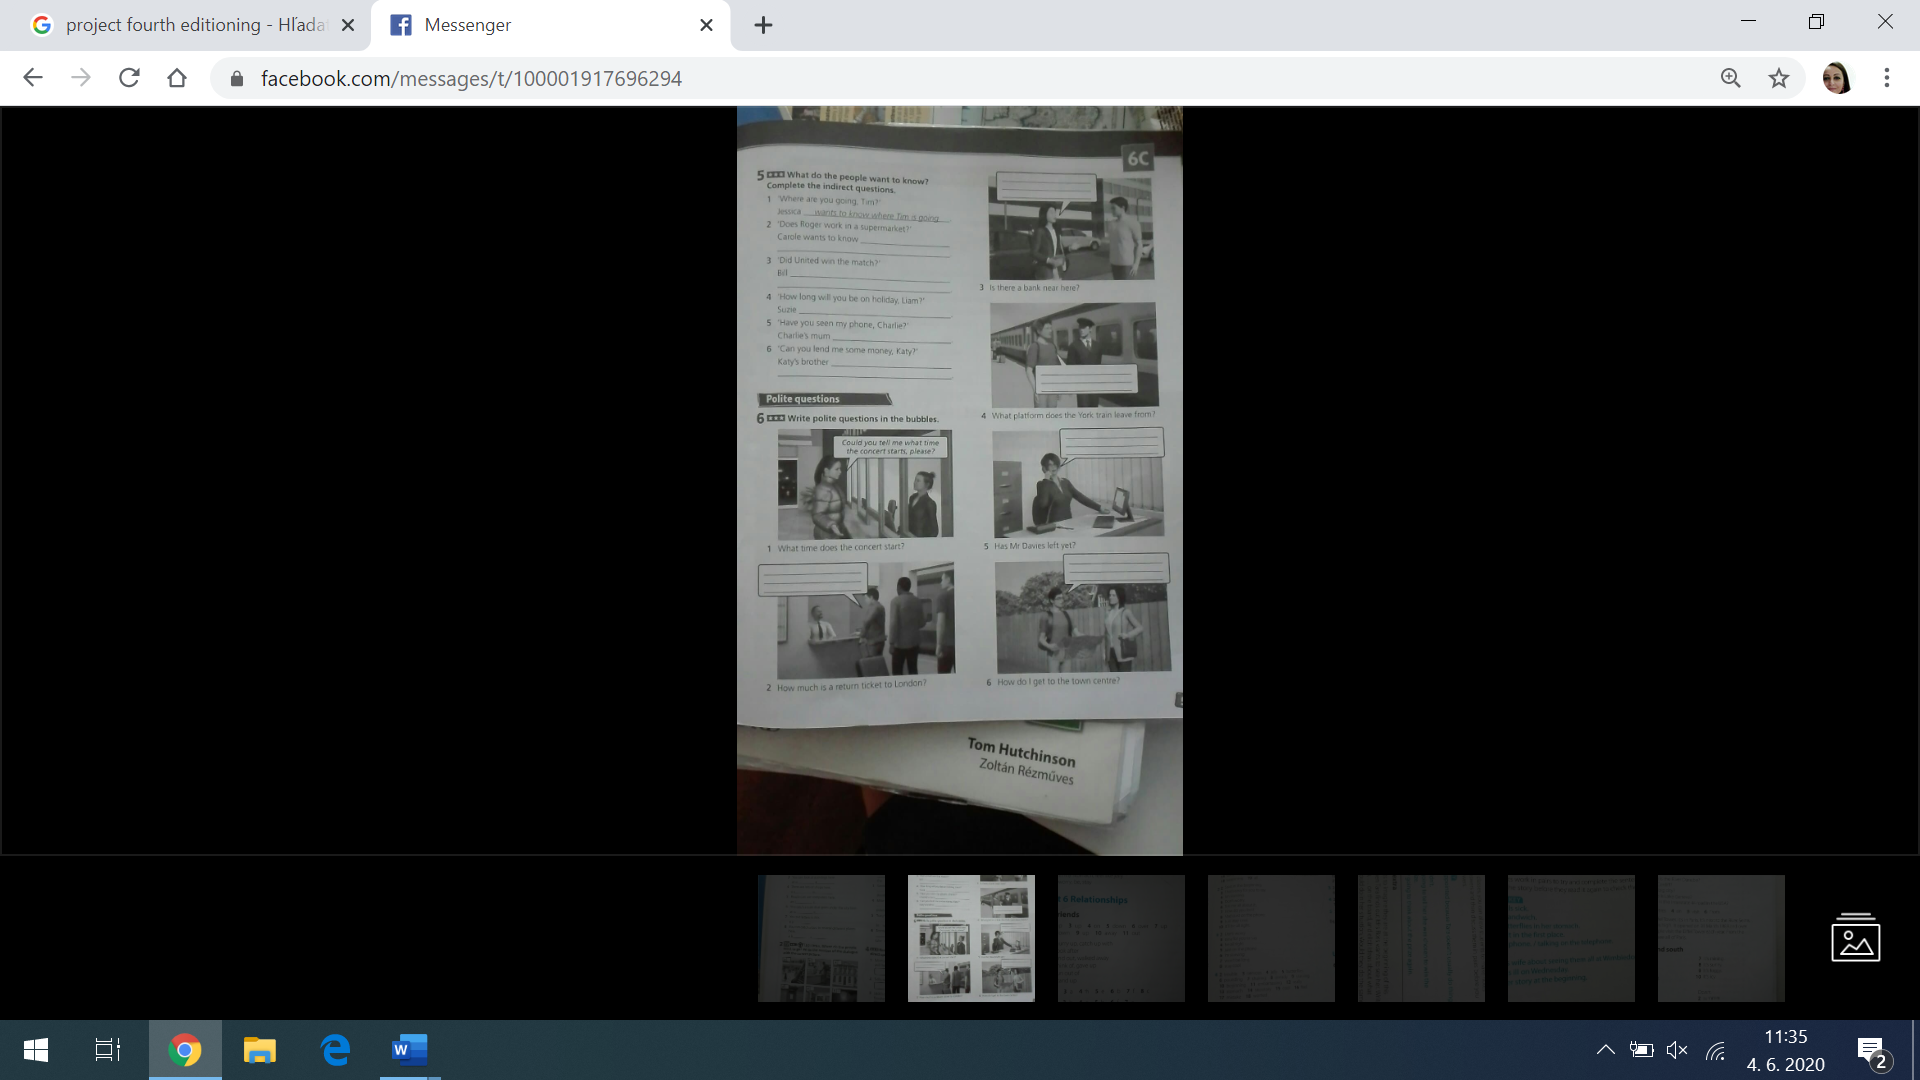 project fourth editioning - Hľada
Messenger
facebook.com/messages/t/100001917696294
6C
5 What do the people want to know?
Complete the indirect questions.
1 'Where are you going, Tim?'
Jessica wants to know where Tim is going
2 'Does Roger work in a supermarket?'
Carole wants to know
3 'Did United win the match?'
Bill
4 'How long will you be on holiday, Liam?'
Suzie
5 'Have you seen my phone, Charlie?'
Charlie's mum
6 'Can you lend me some money, Katy?'
Katy's brother
Polite questions
6 Write polite questions in the bubbles.
Could you tell me what time
the concert starts, please?
1 What time does the concert start?
2 How much is a return ticket to London?
3 Is there a bank near here?
4 What platform does the York train leave from?
5 Has Mr Davies left yet?
6 How do I get to the town centre?
Tom Hutchinson
Zoltán Rézműves
& Relationships
11:35
4. 6. 2020
2